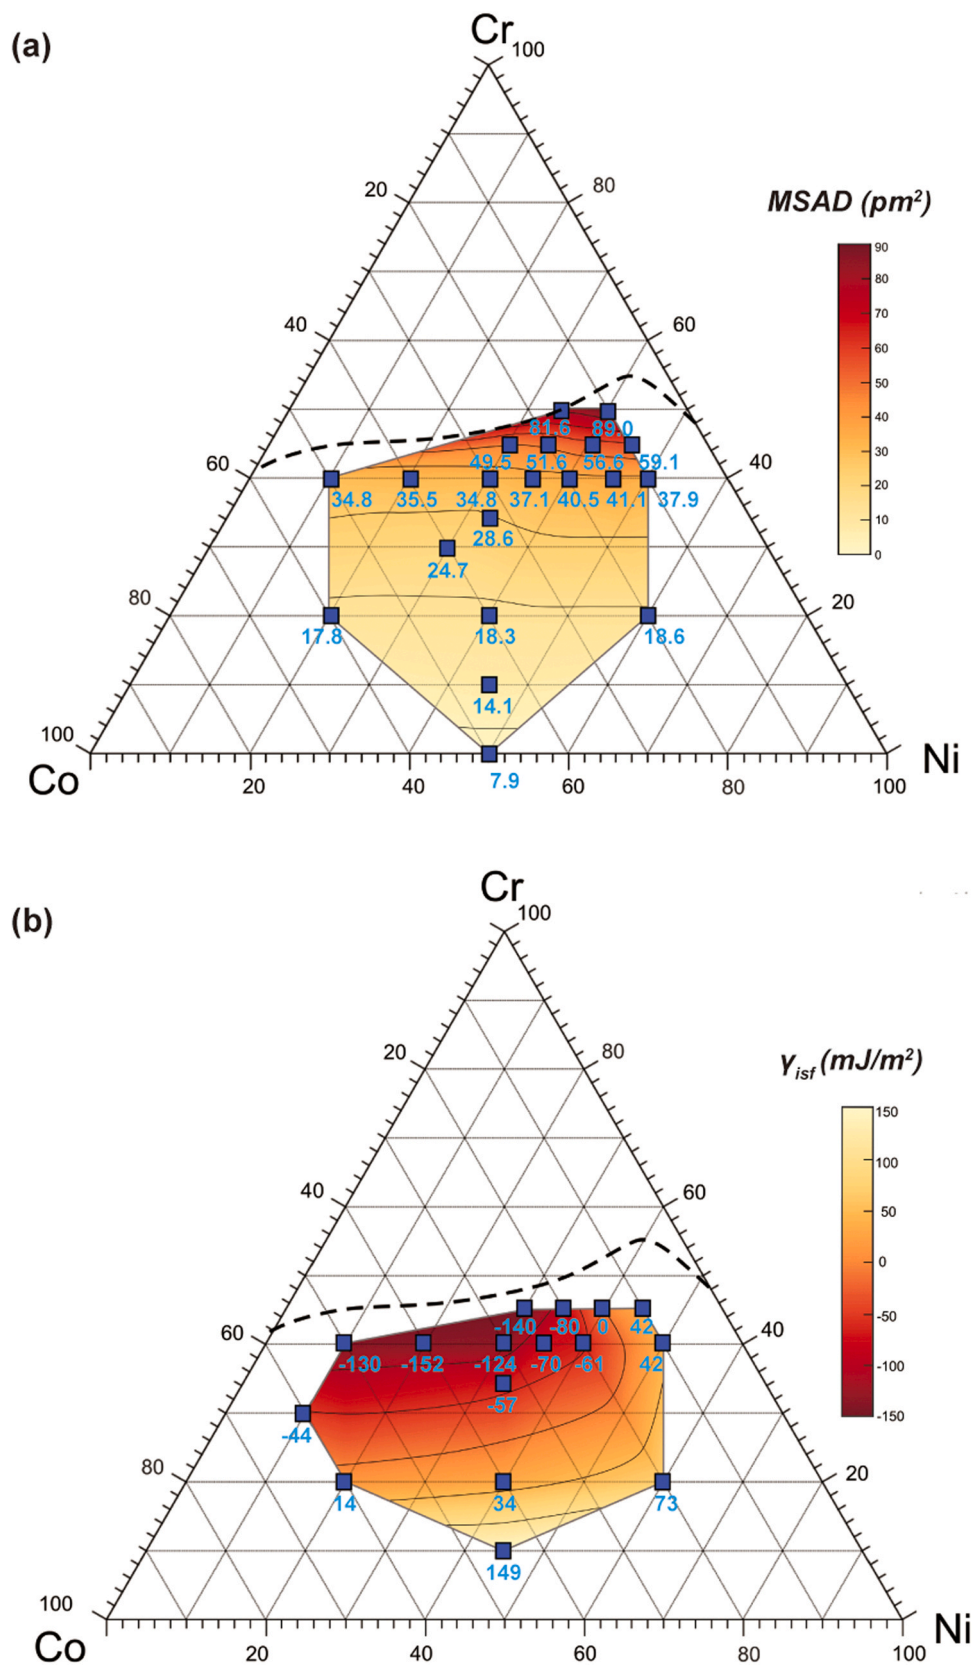 (a)
Cr 100
20 80
MSAD (pm²)
90
80
70
60
50
40
30
20
10
0
40 60
81.6 89.0
60 49.5 51.6 56.6 59.1 40
34.8 35.5 34.8 37.1 40.5 41.1 37.9
28.6
24.7
80 20
17.8 18.3 18.6
14.1
100
Co 7.9 Ni
20 40 60 80 100
(b)
Cr 100
20 80
γisf (mJ/m²)
150
100
50
0
-50
-100
-150
40 60
-140 -80 0 42
60 40
-130 -152 -124 -70 -61 42
-57
-44
80 20
14 34 73
149
100
Co Ni
20 40 60 80 100